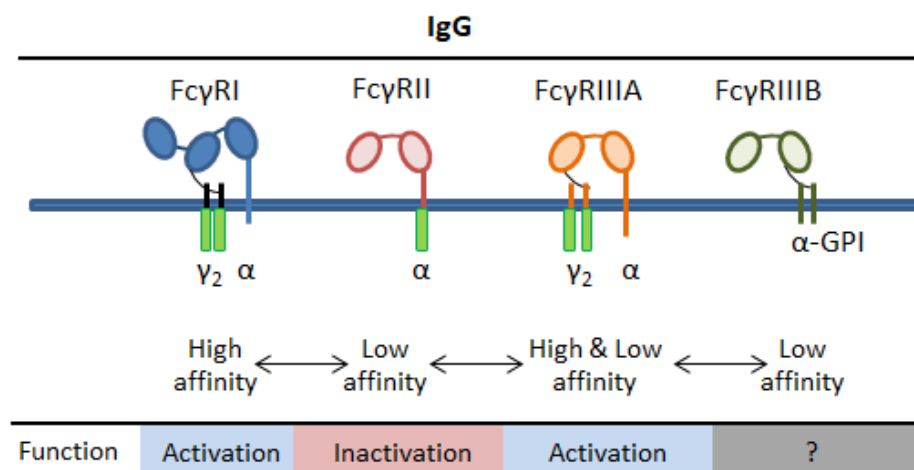 IgG
FcγRI FcγRII FcγRIIIA FcγRIIIB
α-GPI
γ₂ α α γ₂ α
High Low High & Low Low
affinity affinity affinity affinity
Function Activation Inactivation Activation ?